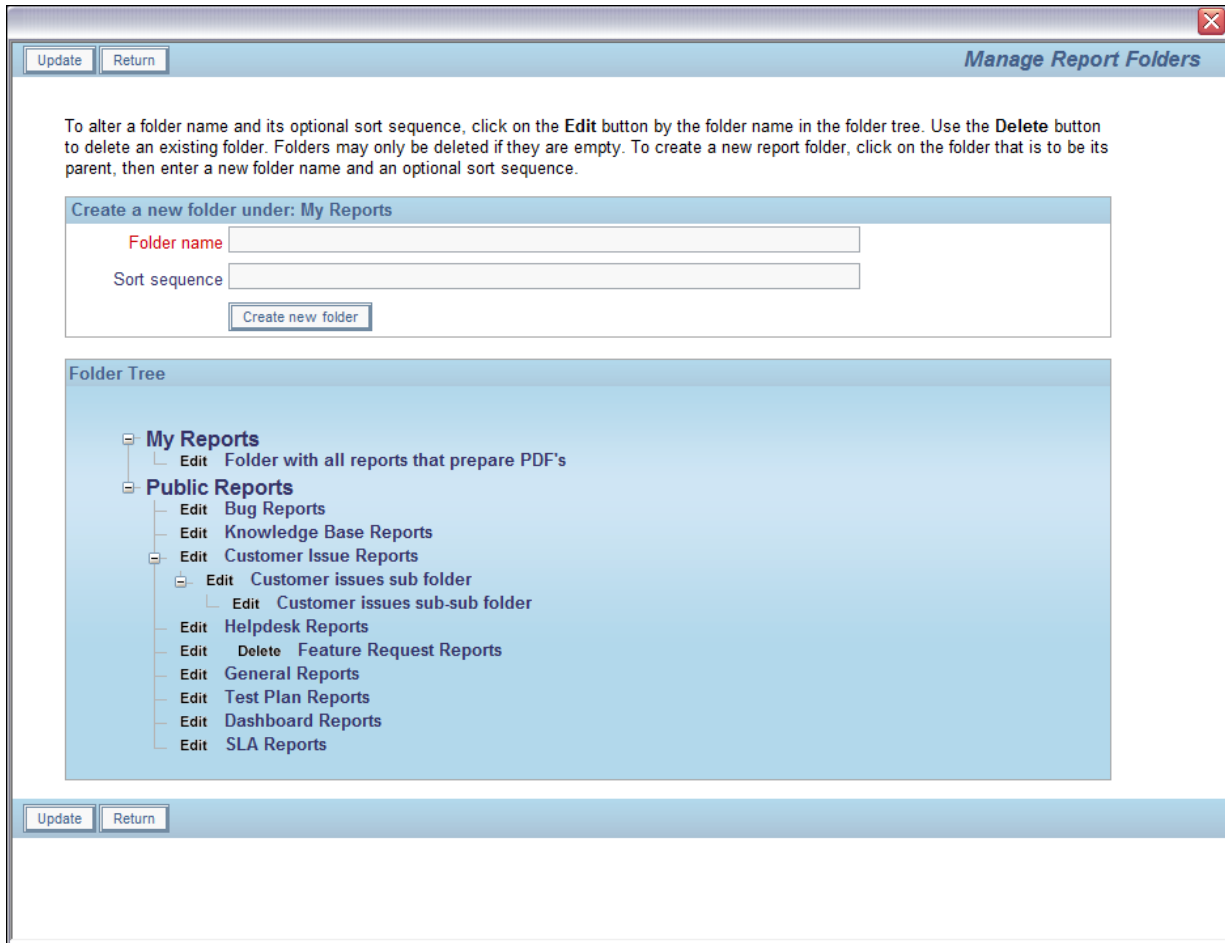 Update Return Manage Report Folders
To alter a folder name and its optional sort sequence, click on the Edit button by the folder name in the folder tree. Use the Delete button
to delete an existing folder. Folders may only be deleted if they are empty. To create a new report folder, click on the folder that is to be its
parent, then enter a new folder name and an optional sort sequence.
Create a new folder under: My Reports
Folder name
Sort sequence
Create new folder
Folder Tree
My Reports
Edit Folder with all reports that prepare PDF's
Public Reports
Edit Bug Reports
Edit Knowledge Base Reports
Edit Customer Issue Reports
Edit Customer issues sub folder
Edit Customer issues sub-sub folder
Edit Helpdesk Reports
Edit Delete Feature Request Reports
Edit General Reports
Edit Test Plan Reports
Edit Dashboard Reports
Edit SLA Reports
Update Return